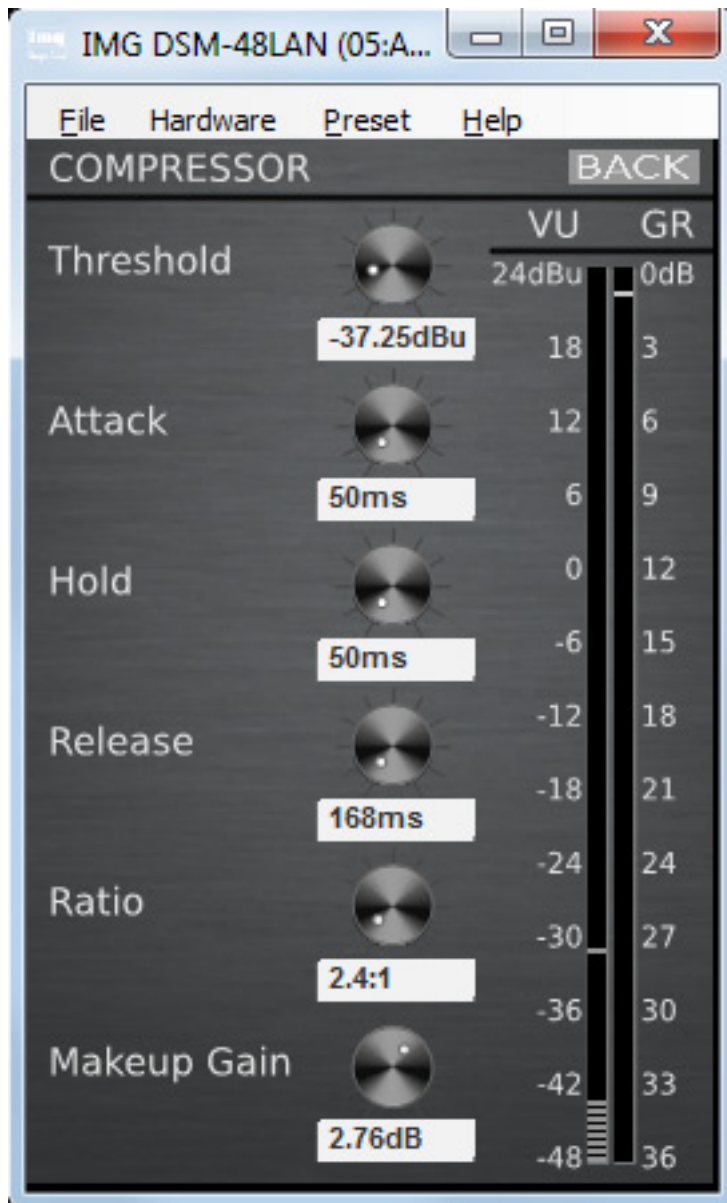 IMG DSM-48LAN (05:A...
File Hardware Preset Help
COMPRESSOR BACK
VU GR
Threshold
24dBu 0dB
-37.25dBu
18 3
Attack
12 6
50ms
6 9
Hold
0 12
50ms
-6 15
Release
-12 18
168ms
-18 21
Ratio
-24 24
2.4:1
-30 27
-36 30
Makeup Gain
-42 33
2.76dB
-48 36